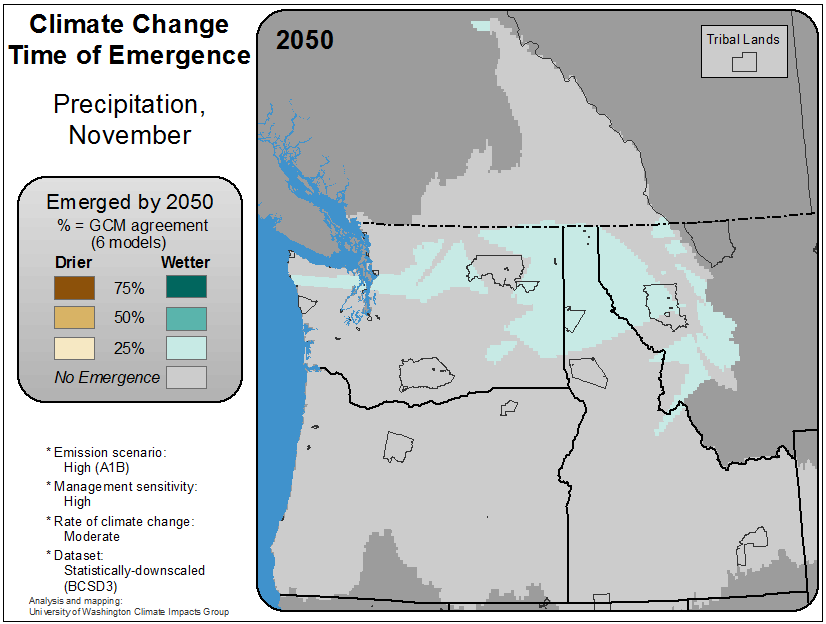 Climate Change
Time of Emergence
Precipitation,
November
Emerged by 2050
% = GCM agreement
(6 models)
Drier
Wetter
75%
50%
25%
No Emergence
* Emission scenario:
High (A1B)
* Management sensitivity:
High
* Rate of climate change:
Moderate
* Dataset:
Statistically-downscaled
(BCSD3)
Analysis and mapping:
University of Washington Climate Impacts Group
2050
Tribal Lands